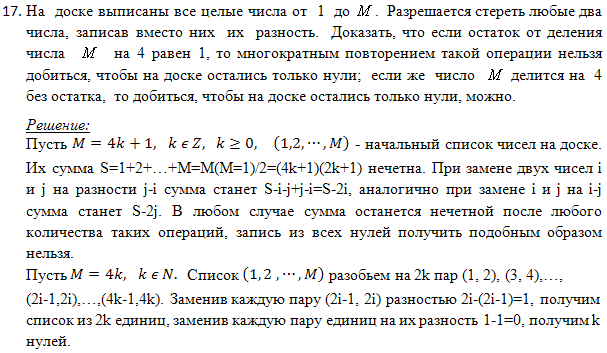 17. На доске выписаны все целые числа от 1 до M. Разрешается стереть любые два
числа, записав вместо них их разность. Доказать, что если остаток от деления
числа M на 4 равен 1, то многократным повторением такой операции нельзя
добиться, чтобы на доске остались только нули; если же число M делится на 4
без остатка, то добиться, чтобы на доске остались только нули, можно.
Решение:
Пусть M = 4k + 1, k ϵ Z, k ≥ 0, (1,2, ⋯ , M) - начальный список чисел на доске.
Их сумма S=1+2+…+M=M(M=1)/2=(4k+1)(2k+1) нечетна. При замене двух чисел i
и j на разности j-i сумма станет S-i-j+j-i=S-2i, аналогично при замене i и j на i-j
сумма станет S-2j. В любом случае сумма останется нечетной после любого
количества таких операций, запись из всех нулей получить подобным образом
нельзя.
Пусть M = 4k, k ϵ N. Список (1, 2 , ⋯ , M) разобьем на 2k пар (1, 2), (3, 4),…,
(2i-1,2i),…,(4k-1,4k). Заменив каждую пару (2i-1, 2i) разностью 2i-(2i-1)=1, получим
список из 2k единиц, заменив каждую пару единиц на их разность 1-1=0, получим k
нулей.